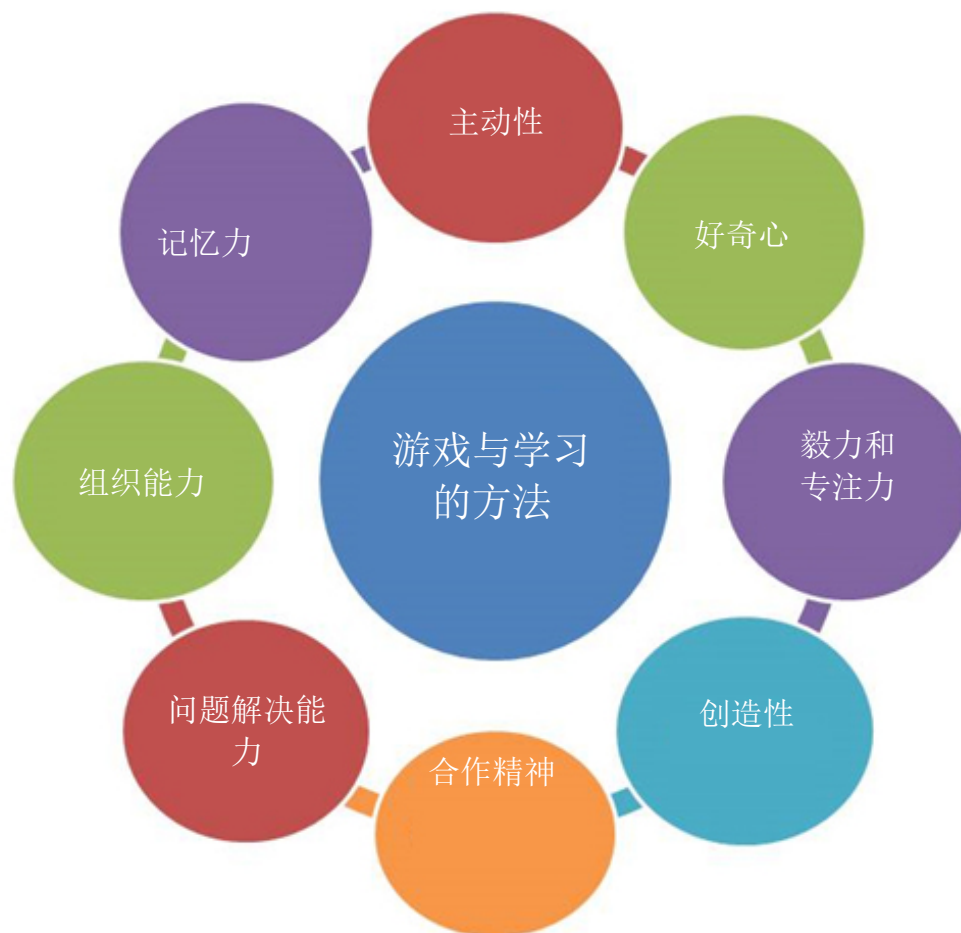 主动性
好奇心
毅力和
专注力
创造性
合作精神
问题解决能
力
组织能力
记忆力
游戏与学习
的方法